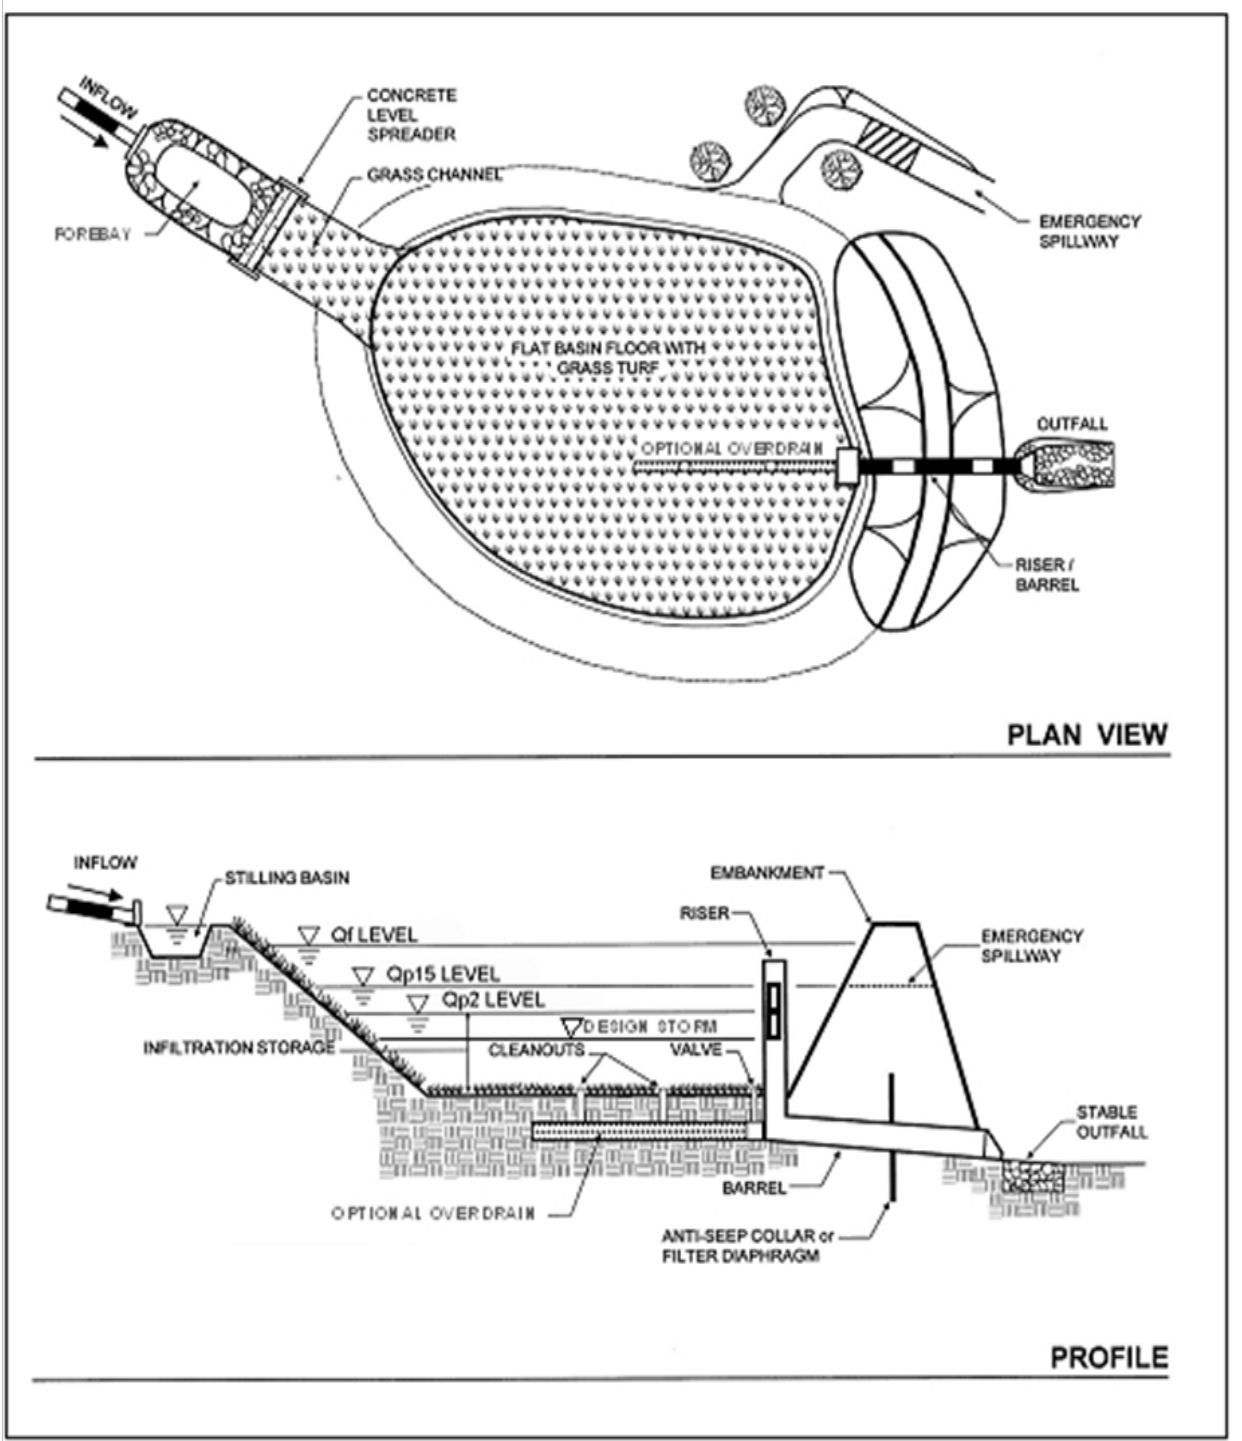 INFLOW
CONCRETE
LEVEL
SPREADER
GRASS CHANNEL
FOREBAY
EMERGENCY
SPILLWAY
FLAT BASIN FLOOR WITH
GRASS TURF
OPTIONAL OVERDRAIN
OUTFALL
RISER /
BARREL
PLAN VIEW
INFLOW
STILLING BASIN
EMBANKMENT
RISER
Qf LEVEL
EMERGENCY
SPILLWAY
Qp15 LEVEL
Qp2 LEVEL
DESIGN STORM
INFILTRATION STORAGE
CLEANOUTS
VALVE
STABLE
OUTFALL
BARREL
OPTIONAL OVERDRAIN
ANTI-SEEP COLLAR or
FILTER DIAPHRAGM
PROFILE